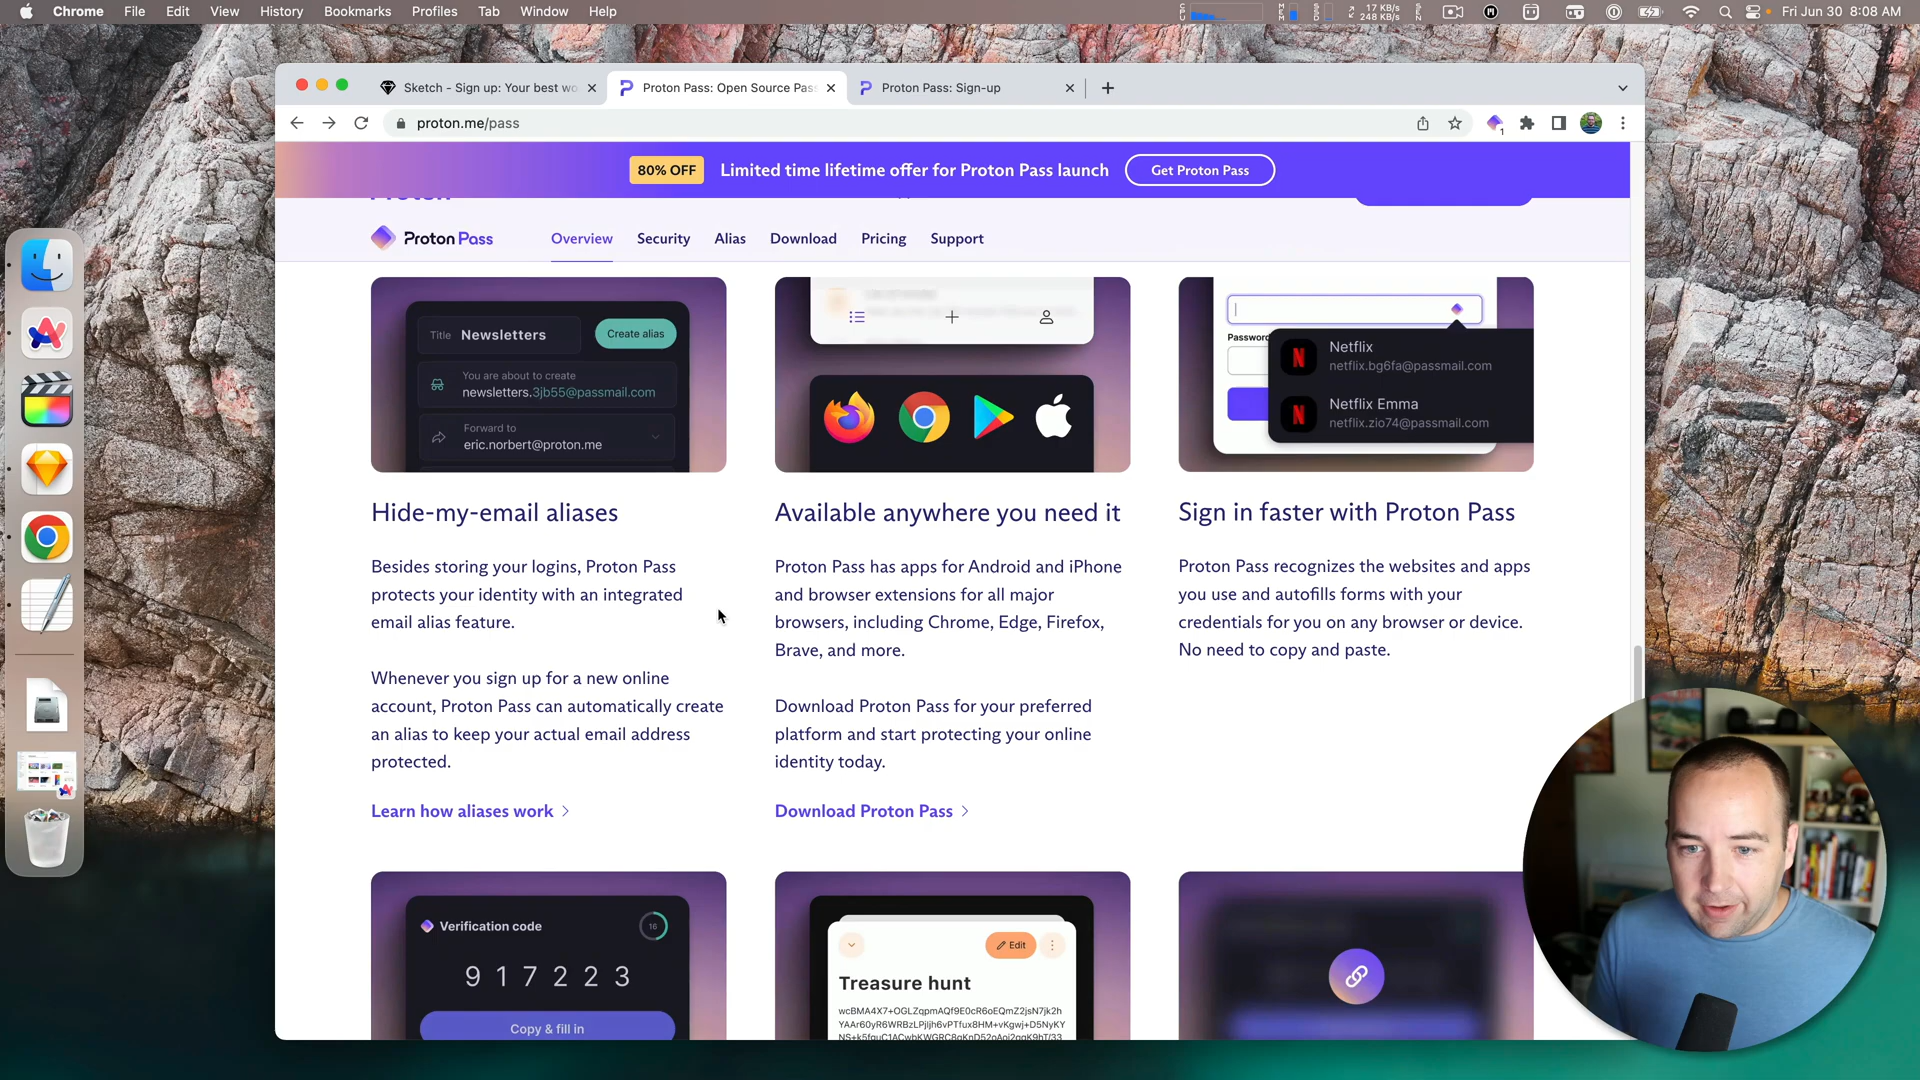 Chrome File Edit View History Bookmarks Profiles Tab Window Help
17 KB/s
248 KB/s
Fri Jun 30 8:08 AM
Sketch - Sign up: Your best wo
Proton Pass: Open Source Pas
Proton Pass: Sign-up
proton.me/pass
80% OFF Limited time lifetime offer for Proton Pass launch Get Proton Pass
Proton Pass Overview Security Alias Download Pricing Support
Title Newsletters Create alias
You are about to create
newsletters.3jb55@passmail.com
Forward to
eric.norbert@proton.me
Password
Netflix
netflix.bg6fa@passmail.com
Netflix Emma
netflix.zio74@passmail.com
Hide-my-email aliases
Besides storing your logins, Proton Pass
protects your identity with an integrated
email alias feature.
Whenever you sign up for a new online
account, Proton Pass can automatically create
an alias to keep your actual email address
protected.
Learn how aliases work
Available anywhere you need it
Proton Pass has apps for Android and iPhone
and browser extensions for all major
browsers, including Chrome, Edge, Firefox,
Brave, and more.
Download Proton Pass for your preferred
platform and start protecting your online
identity today.
Download Proton Pass
Sign in faster with Proton Pass
Proton Pass recognizes the websites and apps
you use and autofills forms with your
credentials for you on any browser or device.
No need to copy and paste.
Verification code 16
917223
Copy & fill in
Edit
Treasure hunt